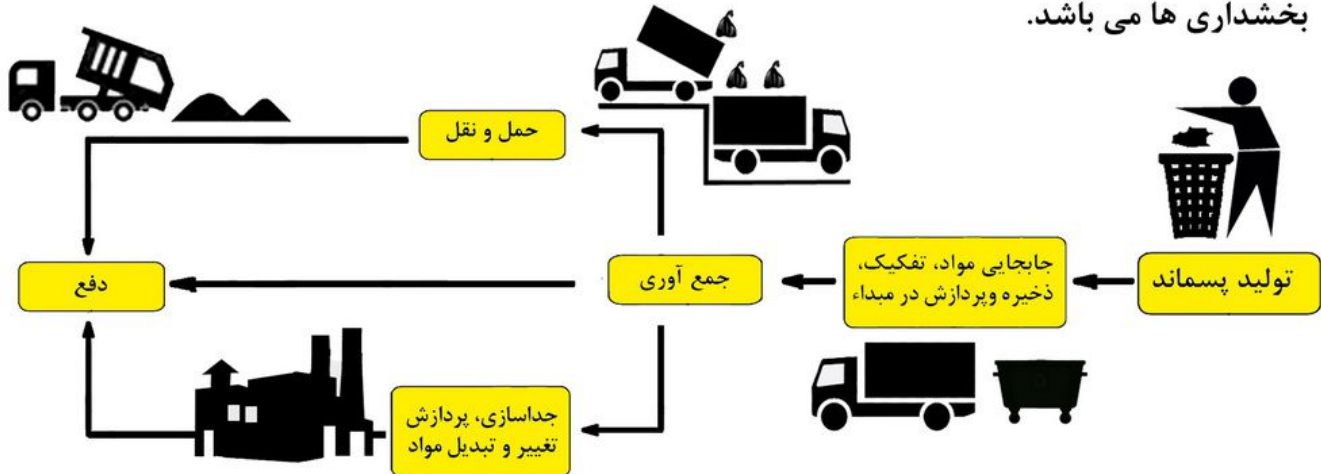 بخشداری ها می باشد.
تولید پسماند
جابجایی مواد، تفکیک،
ذخیره وپردازش در مبداء
جمع آوری
حمل و نقل
جداسازی، پردازش
تغییر و تبدیل مواد
دفع